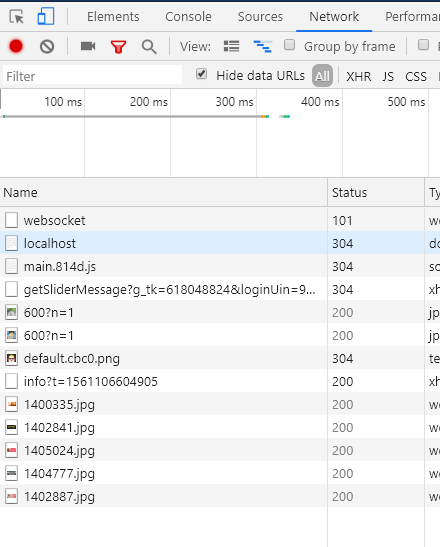 Elements Console Sources Network Performa
View: Group by frame
Filter Hide data URLs All XHR JS CSS
100 ms 200 ms 300 ms 400 ms 500 ms
Name Status Ty
websocket 101 we
localhost 304 do
main.814d.js 304 sc
getSliderMessage?g_tk=618048824&loginUin=9... 304 xh
600?n=1 200 jp
600?n=1 200 jp
default.cbc0.png 304 te
info?t=1561106604905 200 xh
1400335.jpg 200 we
1402841.jpg 200 we
1405024.jpg 200 we
1404777.jpg 200 we
1402887.jpg 200 we